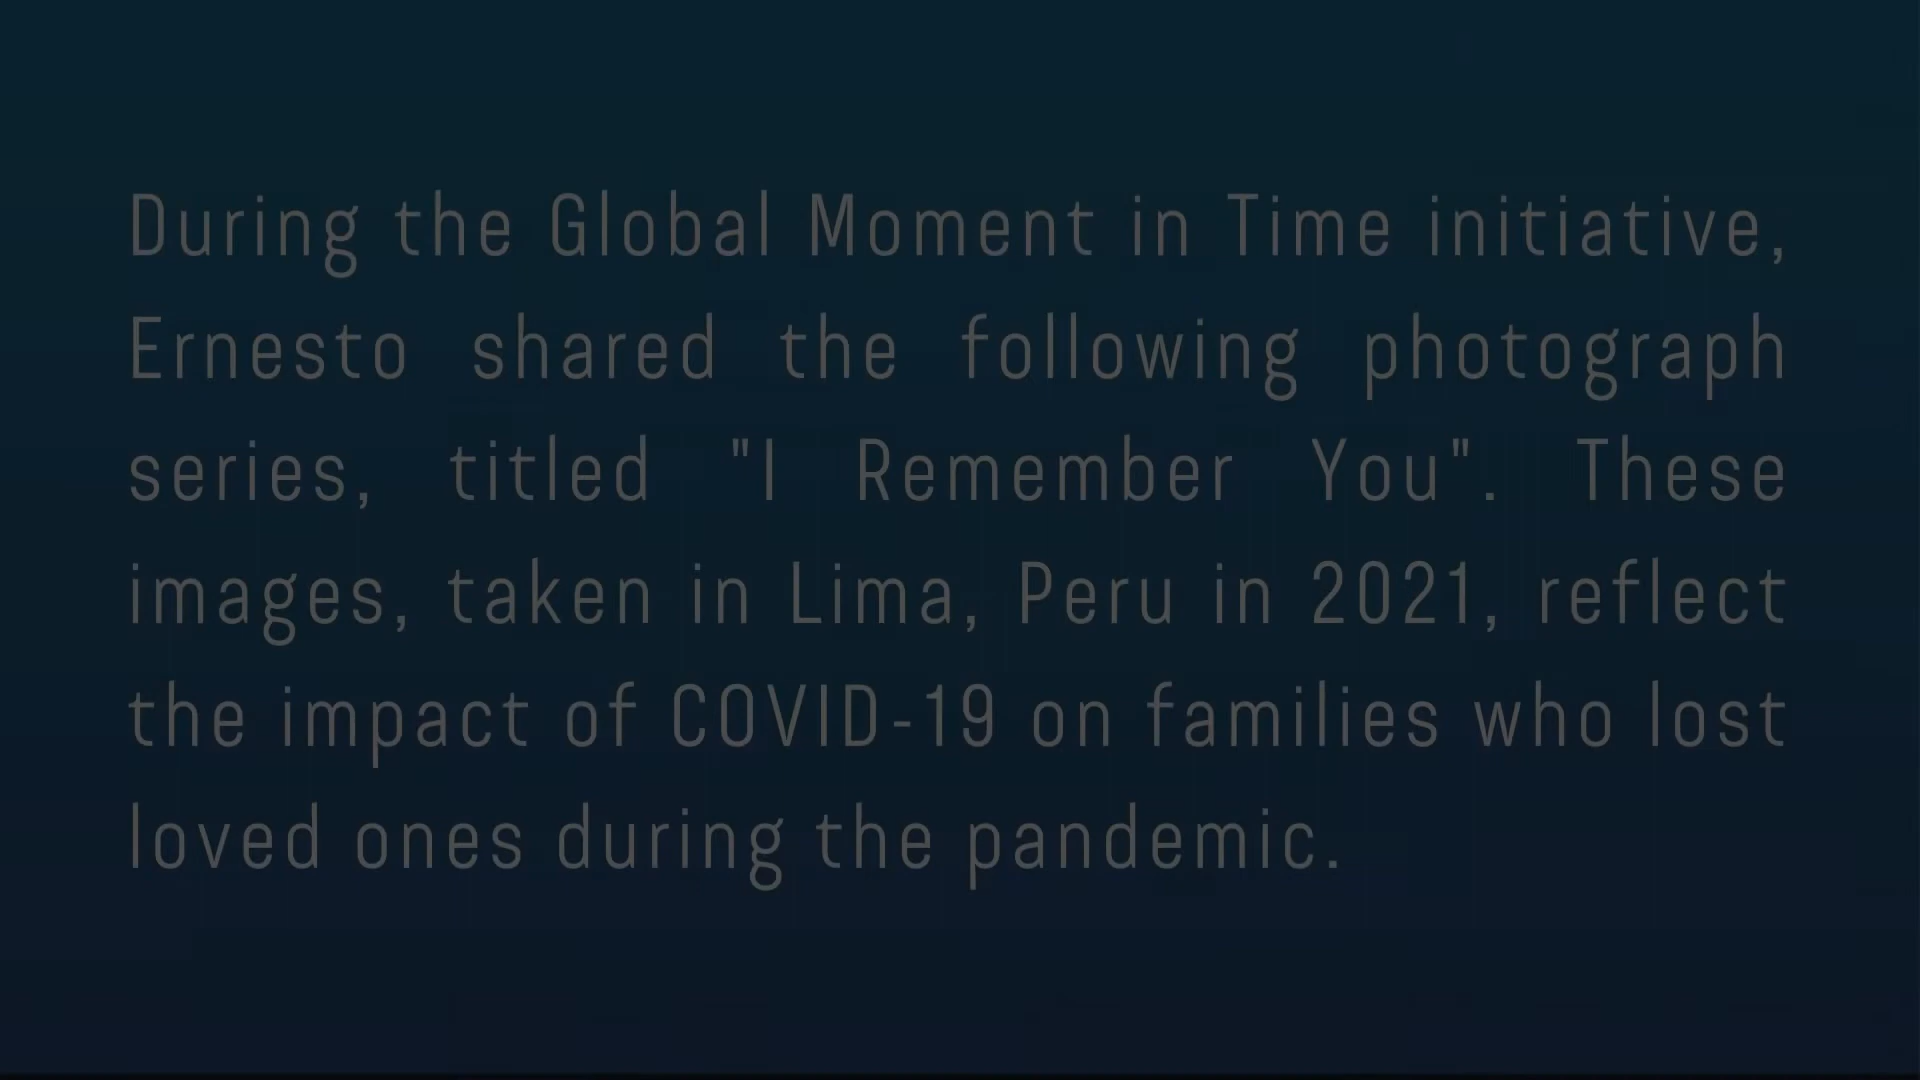 During the Global Moment in Time initiative,
Ernesto shared the following photograph
series, titled "I Remember You". These
images, taken in Lima, Peru in 2021, reflect
the impact of COVID-19 on families who lost
loved ones during the pandemic.